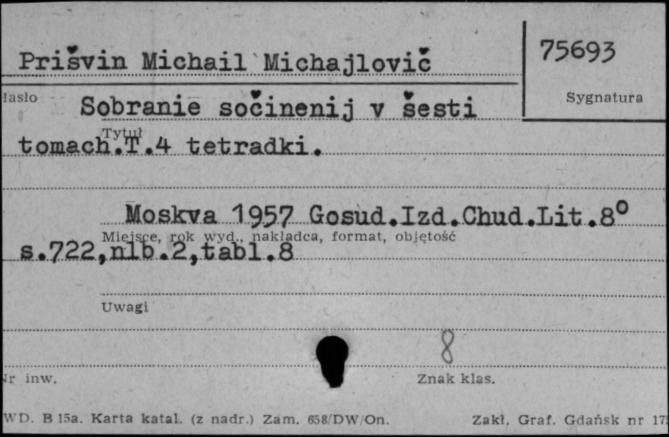 Prišvin Michail Michajlovič
75693
Hasło
Sygnatura
Sobranie sočinenij v šesti
Tytuł
tomach.T.4 tetradki.
Moskva 1957 Gosud.Izd.Chud.Lit.8º
Miejsce, rok wyd., nakładca, format, objętość
s.722,nlb.2,tabl.8
Uwagi
8
Nr inw.
Znak klas.
WD. B 15a. Karta katal. (z nadr.) Zam. 658/DW/On.
Zakł. Graf. Gdańsk nr 17